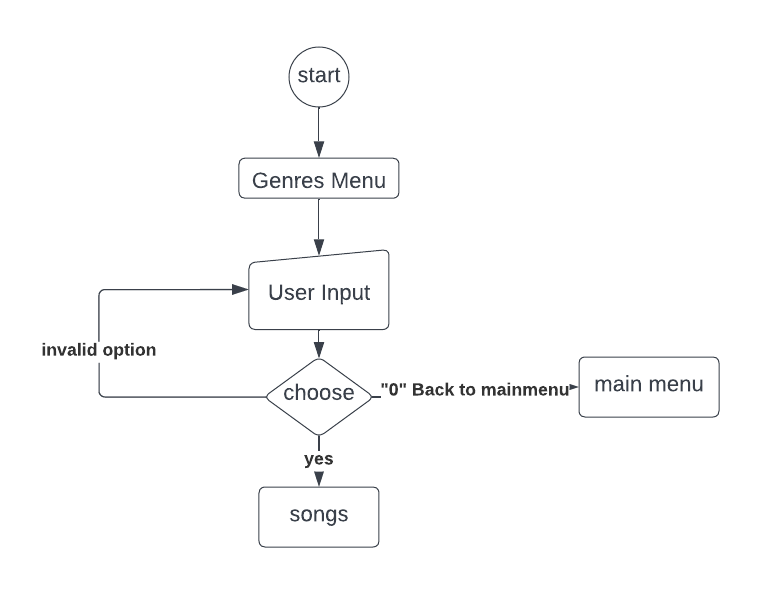 start
Genres Menu
User Input
invalid option
choose
"0" Back to mainmenu
main menu
yes
songs